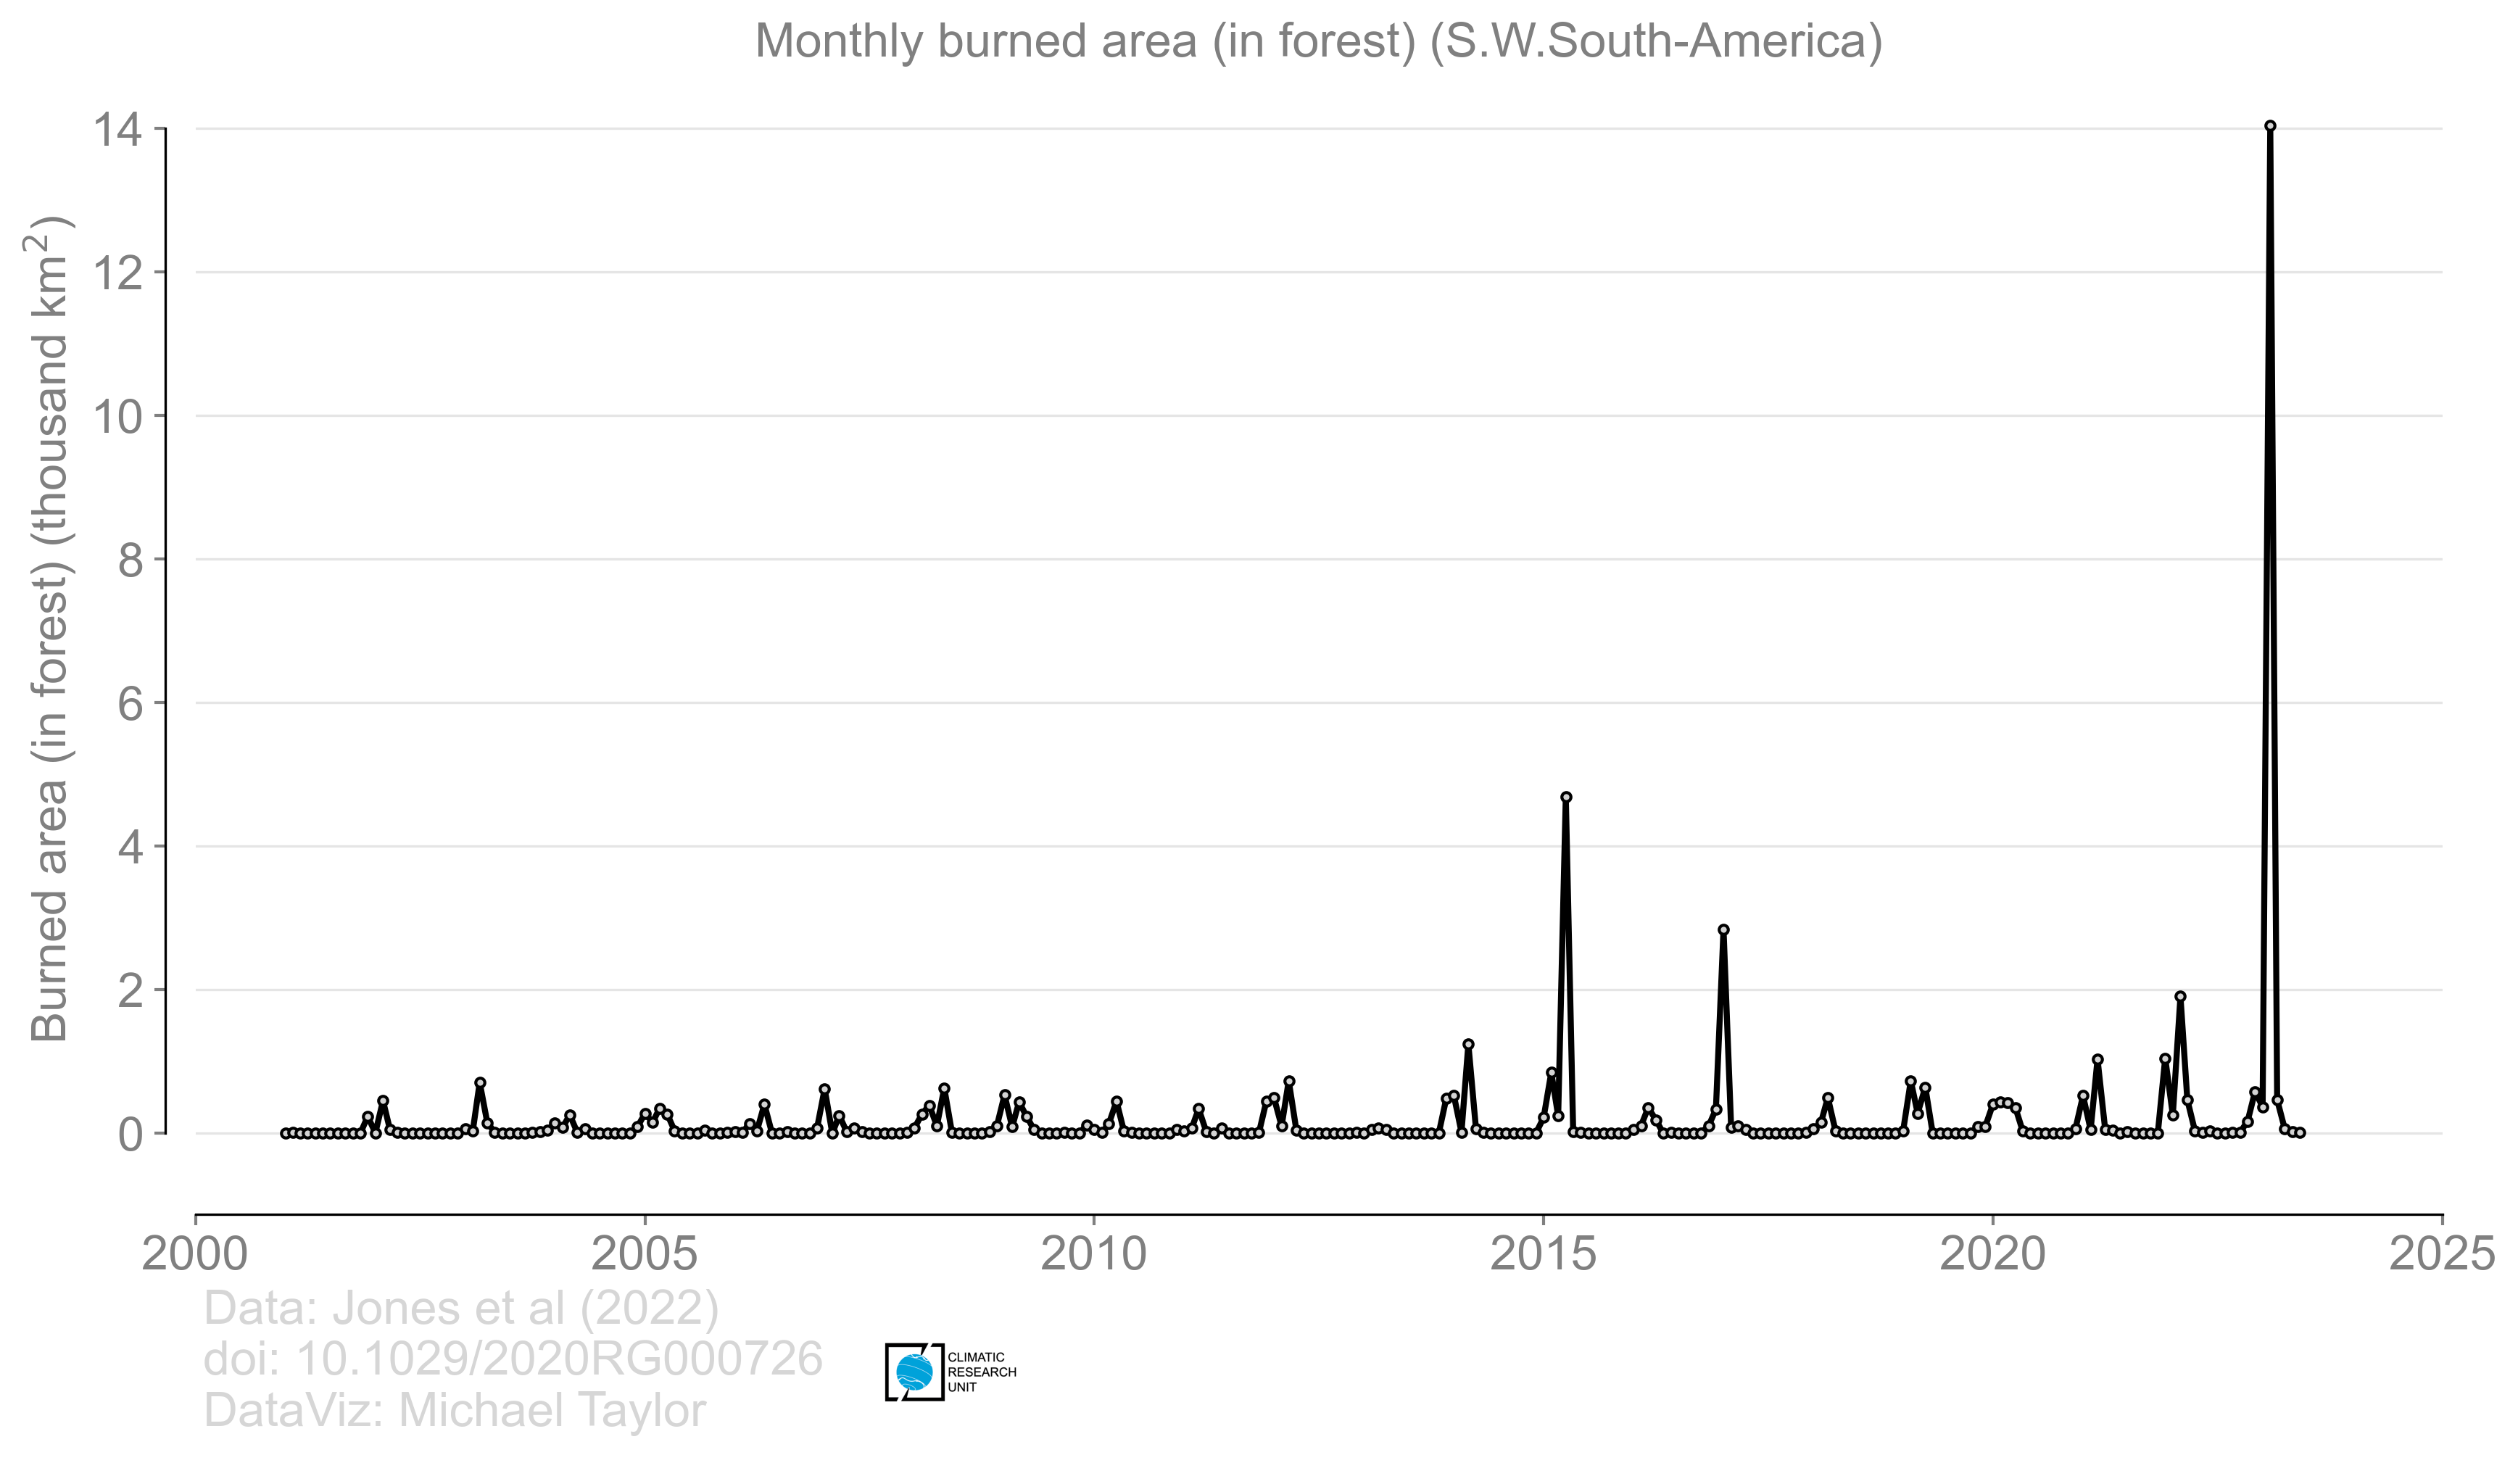 Monthly burned area (in forest) (S.W.South-America)
Burned area (in forest) (thousand km²)
14
12
10
8
6
4
2
0
2000 2005 2010 2015 2020 2025
Data: Jones et al (2022)
doi: 10.1029/2020RG000726
DataViz: Michael Taylor
CLIMATIC
RESEARCH
UNIT